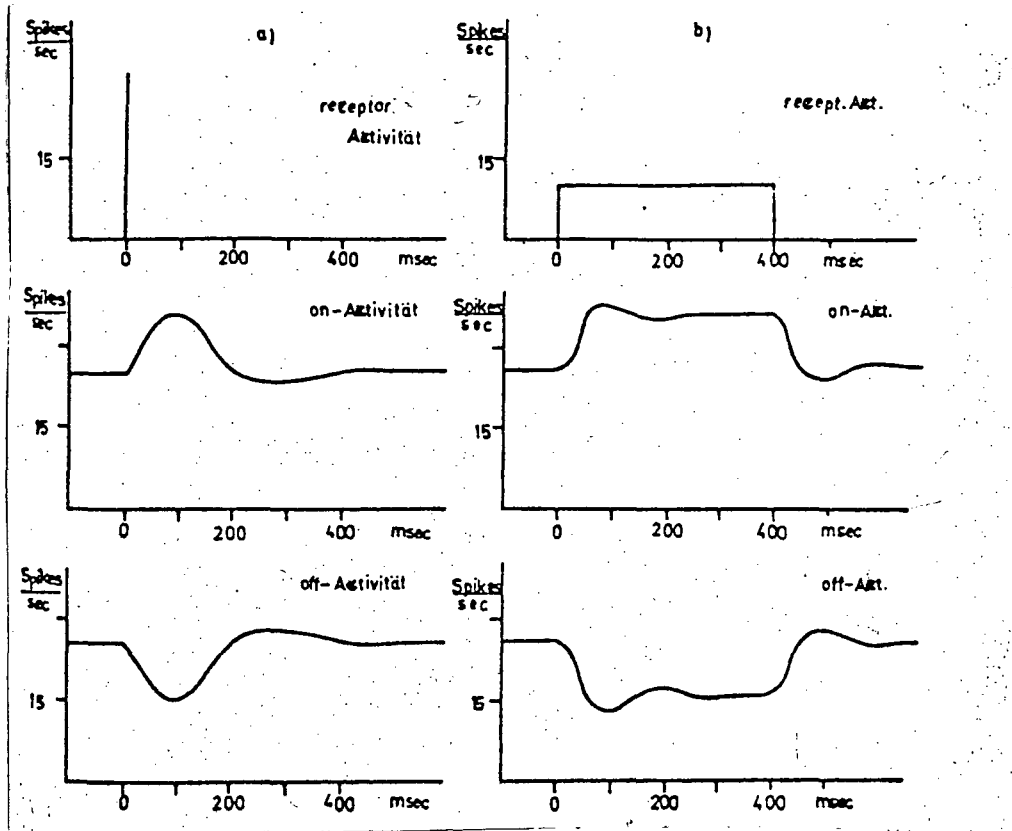 Spikes
sec
a)
receptor.
Aktivität
15
0 200 400 msec
Spikes
sec
b)
recept. Akt.
15
0 200 400 msec
Spikes
sec
on-Aktivität
15
0 200 400 msec
Spikes
sec
on-Akt.
15
0 200 400 msec
Spikes
sec
off-Aktivität
15
0 200 400 msec
Spikes
sec
off-Akt.
15
0 200 400 msec